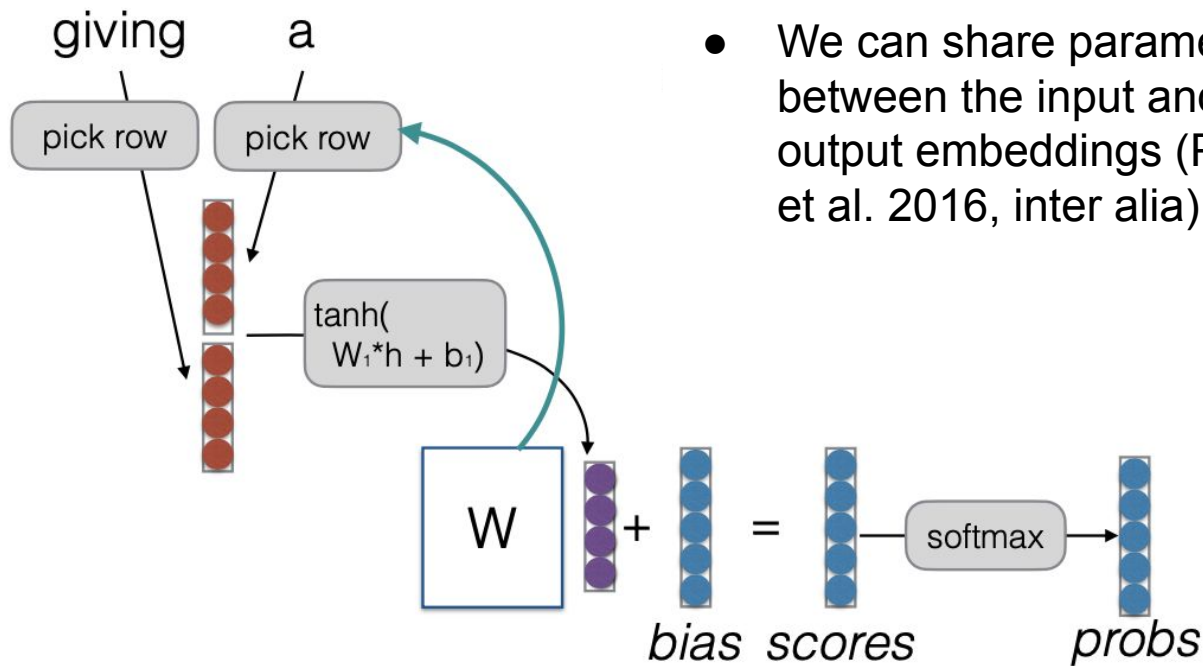 giving a
pick row pick row
● We can share parame
between the input and
output embeddings (P
et al. 2016, inter alia)
tanh(
W₁*h + b₁)
W + = softmax
bias scores probs